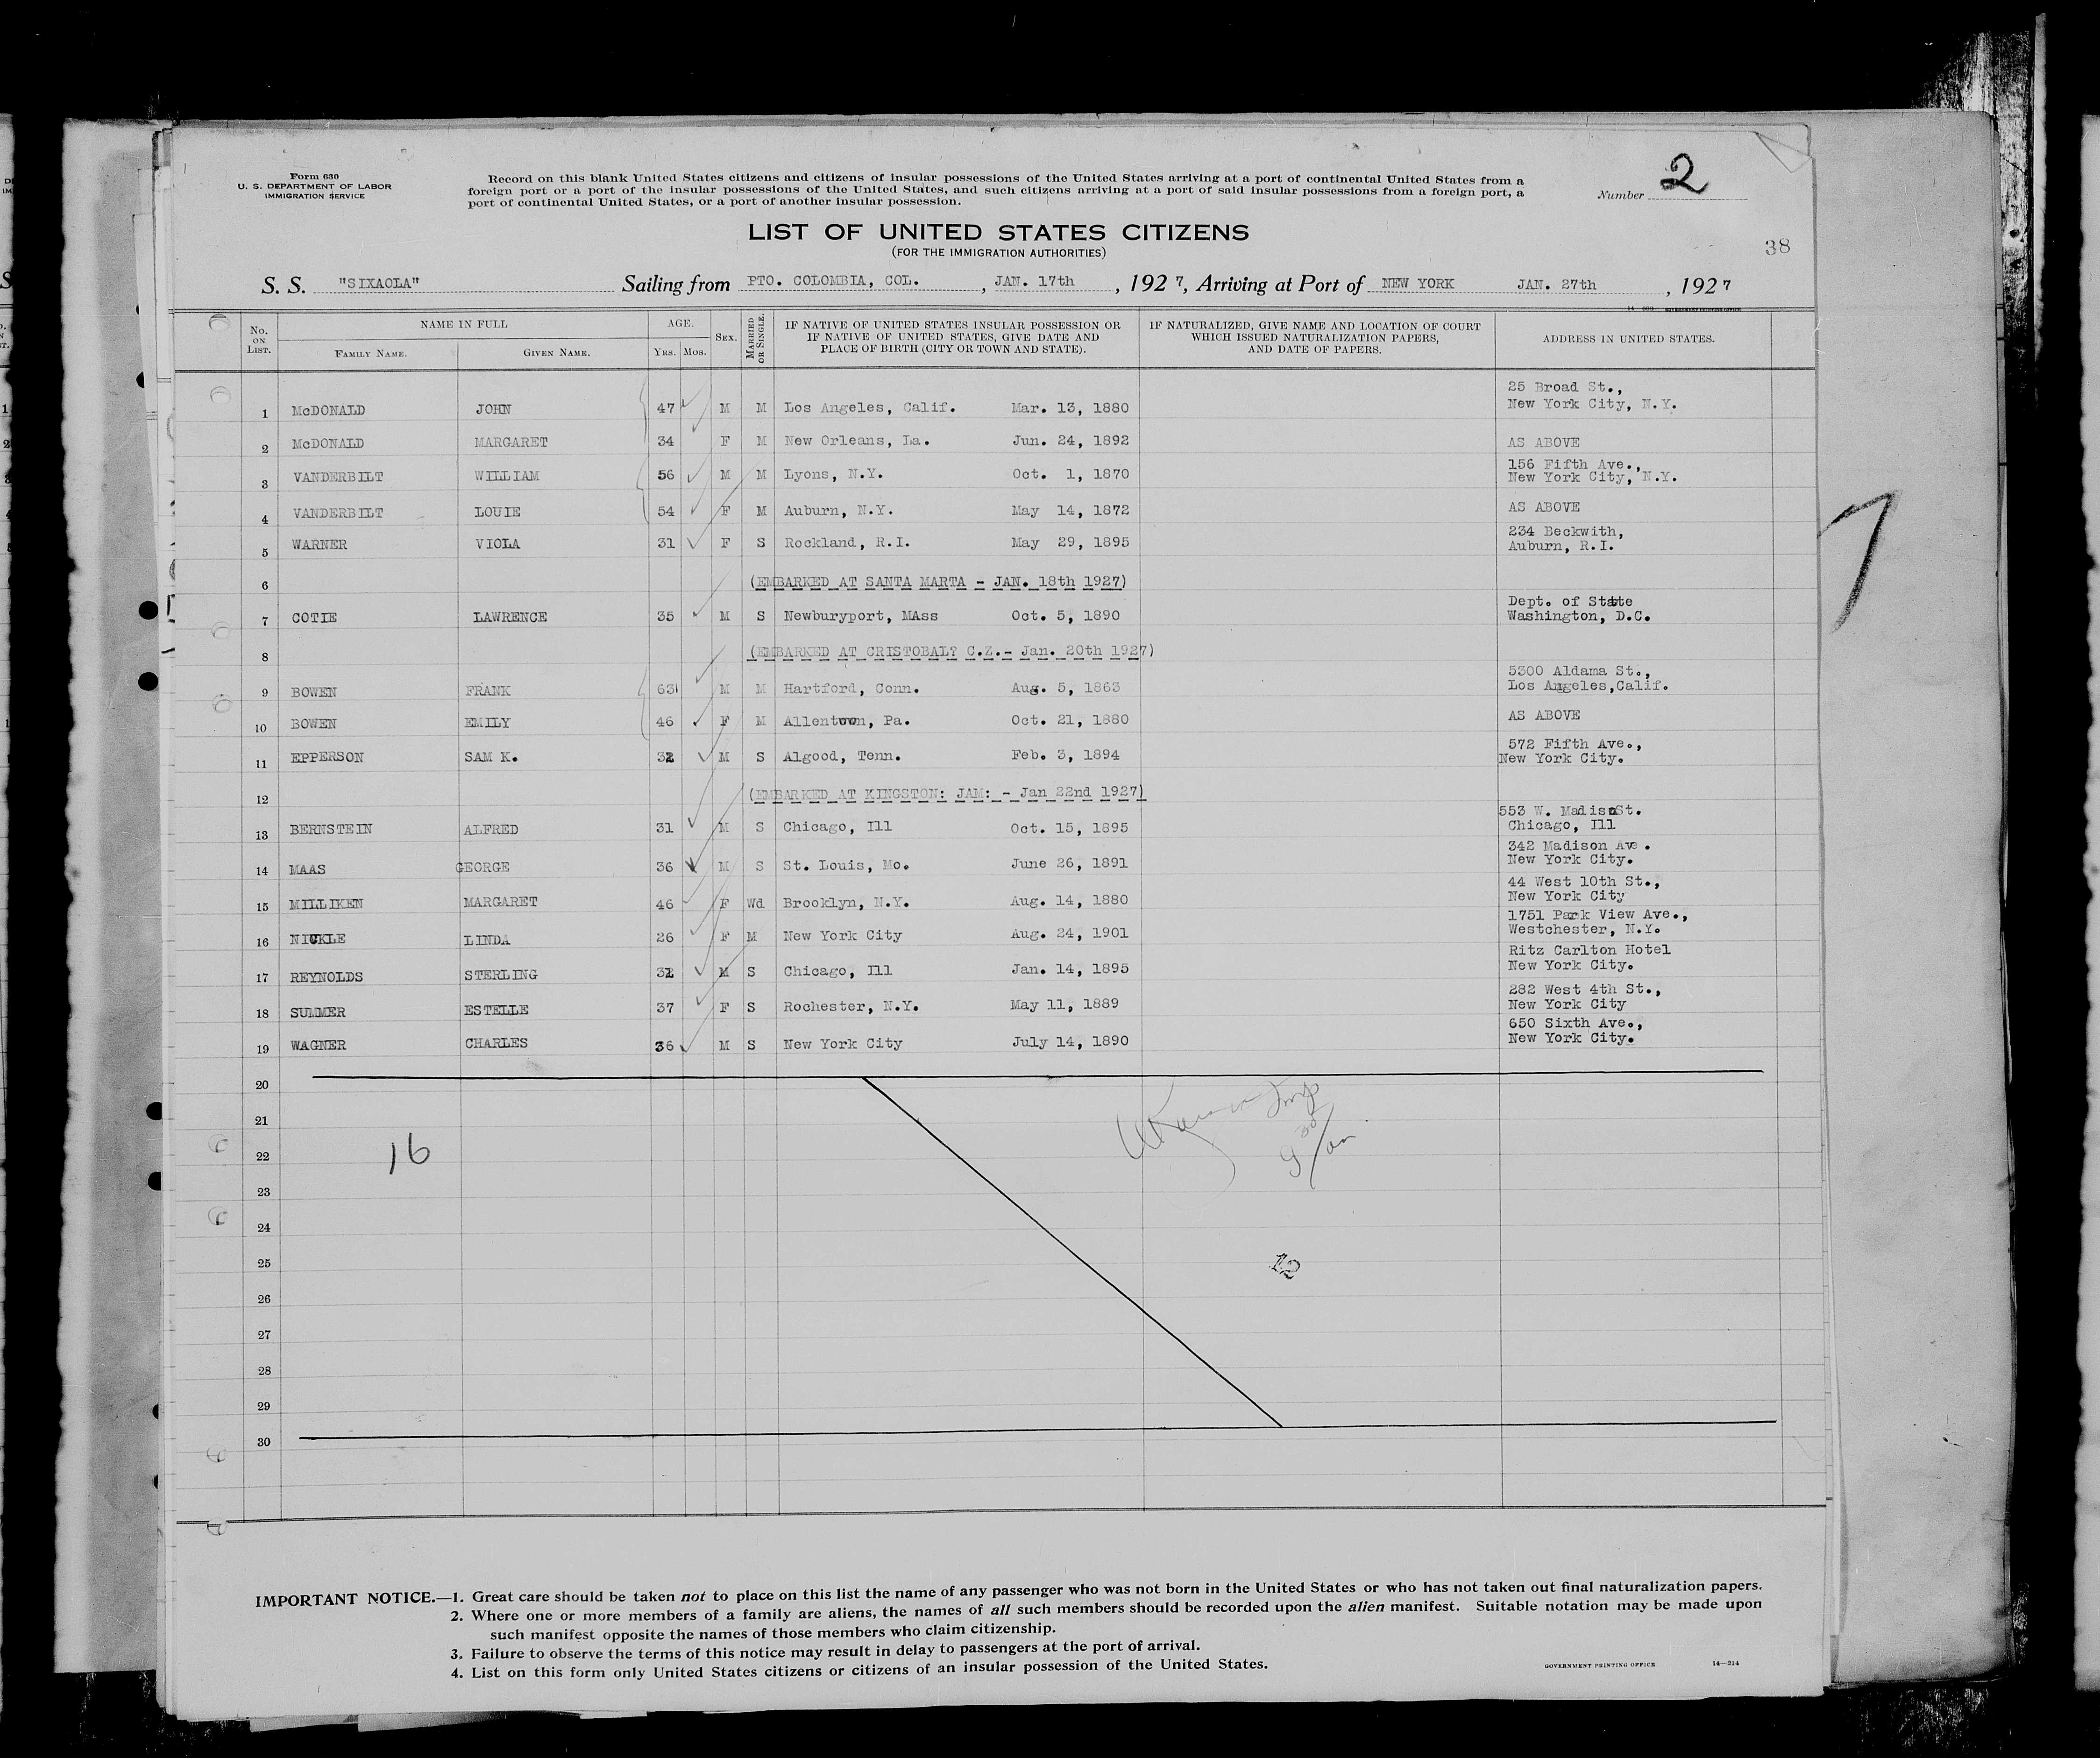 Form 630
U. S. DEPARTMENT OF LABOR
IMMIGRATION SERVICE
Record on this blank United States citizens and citizens of insular possessions of the United States arriving at a port of continental United States from a
foreign port or a port of the insular possessions of the United States, and such citizens arriving at a port of said insular possessions from a foreign port, a
port of continental United States, or a port of another insular possession.
Number 2
LIST OF UNITED STATES CITIZENS
(FOR THE IMMIGRATION AUTHORITIES)
38
S. S. "SIXAOLA" Sailing from PTO. COLOMBIA, COL. , JAN. 17th , 192 7, Arriving at Port of NEW YORK JAN. 27th , 192 7
No. ON LIST.
NAME IN FULL
FAMILY NAME. GIVEN NAME.
AGE.
YRS. MOS.
SEX.
MARRIED OR SINGLE.
IF NATIVE OF UNITED STATES INSULAR POSSESSION OR
IF NATIVE OF UNITED STATES, GIVE DATE AND
PLACE OF BIRTH (CITY OR TOWN AND STATE).
IF NATURALIZED, GIVE NAME AND LOCATION OF COURT
WHICH ISSUED NATURALIZATION PAPERS,
AND DATE OF PAPERS.
ADDRESS IN UNITED STATES.
1 McDONALD JOHN 47 M M Los Angeles, Calif. Mar. 13, 1880 25 Broad St.,
New York City, N.Y.
2 McDONALD MARGARET 34 F M New Orleans, La. Jun. 24, 1892 AS ABOVE
3 VANDERBILT WILLIAM 56 M M Lyons, N.Y. Oct. 1, 1870 156 Fifth Ave.,
New York City, N.Y.
4 VANDERBILT LOUIE 54 F M Auburn, N.Y. May 14, 1872 AS ABOVE
5 WARNER VIOLA 31 F S Rockland, R.I. May 29, 1895 234 Beckwith,
Auburn, R.I.
6 (EMBARKED AT SANTA MARTA - JAN. 18th 1927)
7 COTIE LAWRENCE 35 M S Newburyport, MAss Oct. 5, 1890 Dept. of State
Washington, D.C.
8 (EMBARKED AT CRISTOBAL? C.Z.- Jan. 20th 1927)
9 BOWEN FRANK 63 M M Hartford, Conn. Aug. 5, 1863 5300 Aldama St.,
Los Angeles,Calif.
10 BOWEN EMILY 46 F M Allentown, Pa. Oct. 21, 1880 AS ABOVE
11 EPPERSON SAM K. 32 M S Algood, Tenn. Feb. 3, 1894 572 Fifth Ave.,
New York City.
12 (EMBARKED AT KINGSTON: JAM: - Jan 22nd 1927)
13 BERNSTEIN ALFRED 31 M S Chicago, Ill Oct. 15, 1895 553 W. MadisnSt.
Chicago, Ill
14 MAAS GEORGE 36 M S St. Louis, Mo. June 26, 1891 342 Madison Ave .
New York City.
15 MILLIKEN MARGARET 46 F Wd Brooklyn, N.Y. Aug. 14, 1880 44 West 10th St.,
New York City
16 NICKLE LINDA 26 F M New York City Aug. 24, 1901 1751 Park View Ave.,
Westchester, N.Y.
17 REYNOLDS STERLING 32 M S Chicago, Ill Jan. 14, 1895 Ritz Carlton Hotel
New York City.
18 SUMMER ESTELLE 37 F S Rochester, N.Y. May 11, 1889 282 West 4th St.,
New York City
19 WAGNER CHARLES 36 M S New York City July 14, 1890 650 Sixth Ave.,
New York City.
20
21
22 16
23
24
25
26
27
28
29
30
12
IMPORTANT NOTICE.—1. Great care should be taken not to place on this list the name of any passenger who was not born in the United States or who has not taken out final naturalization papers.
2. Where one or more members of a family are aliens, the names of all such members should be recorded upon the alien manifest. Suitable notation may be made upon
such manifest opposite the names of those members who claim citizenship.
3. Failure to observe the terms of this notice may result in delay to passengers at the port of arrival.
4. List on this form only United States citizens or citizens of an insular possession of the United States.
GOVERNMENT PRINTING OFFICE 14—314